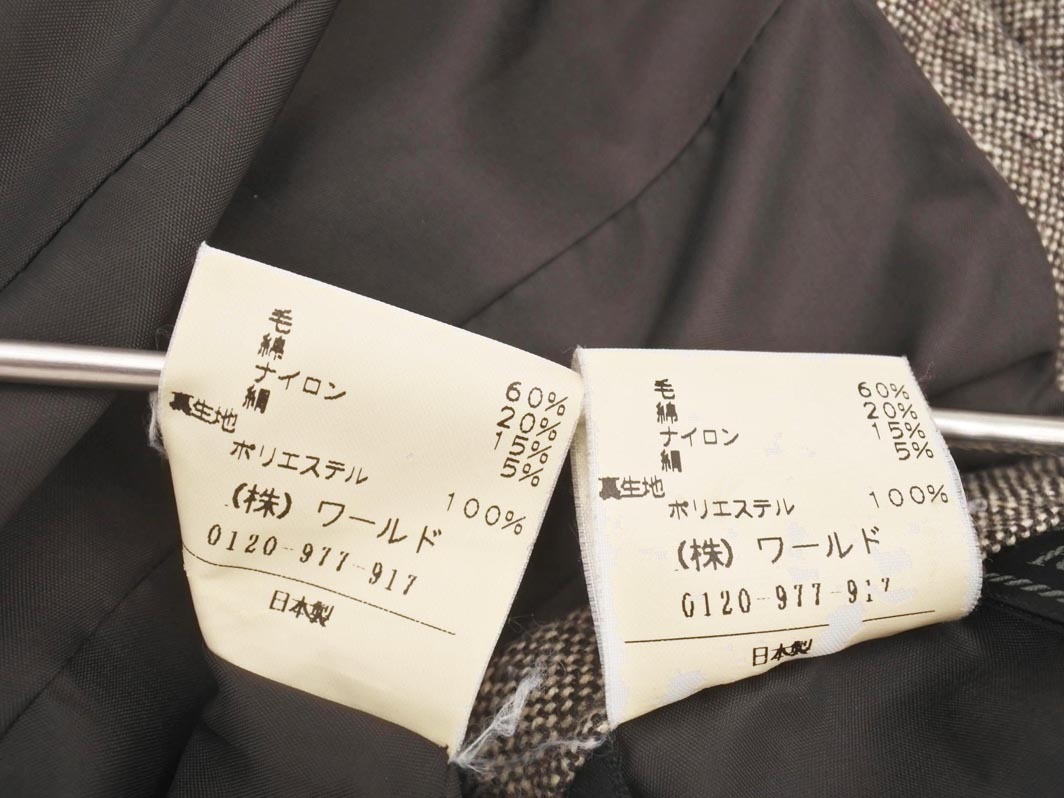 毛 60%
綿 20%
ナイロン 15%
絹 5%
裏生地
ポリエステル 100%
(株) ワールド
0120-977-917
日本製
毛 60%
綿 20%
ナイロン 15%
絹 5%
裏生地
ポリエステル 100%
(株) ワールド
0120-977-917
日本製